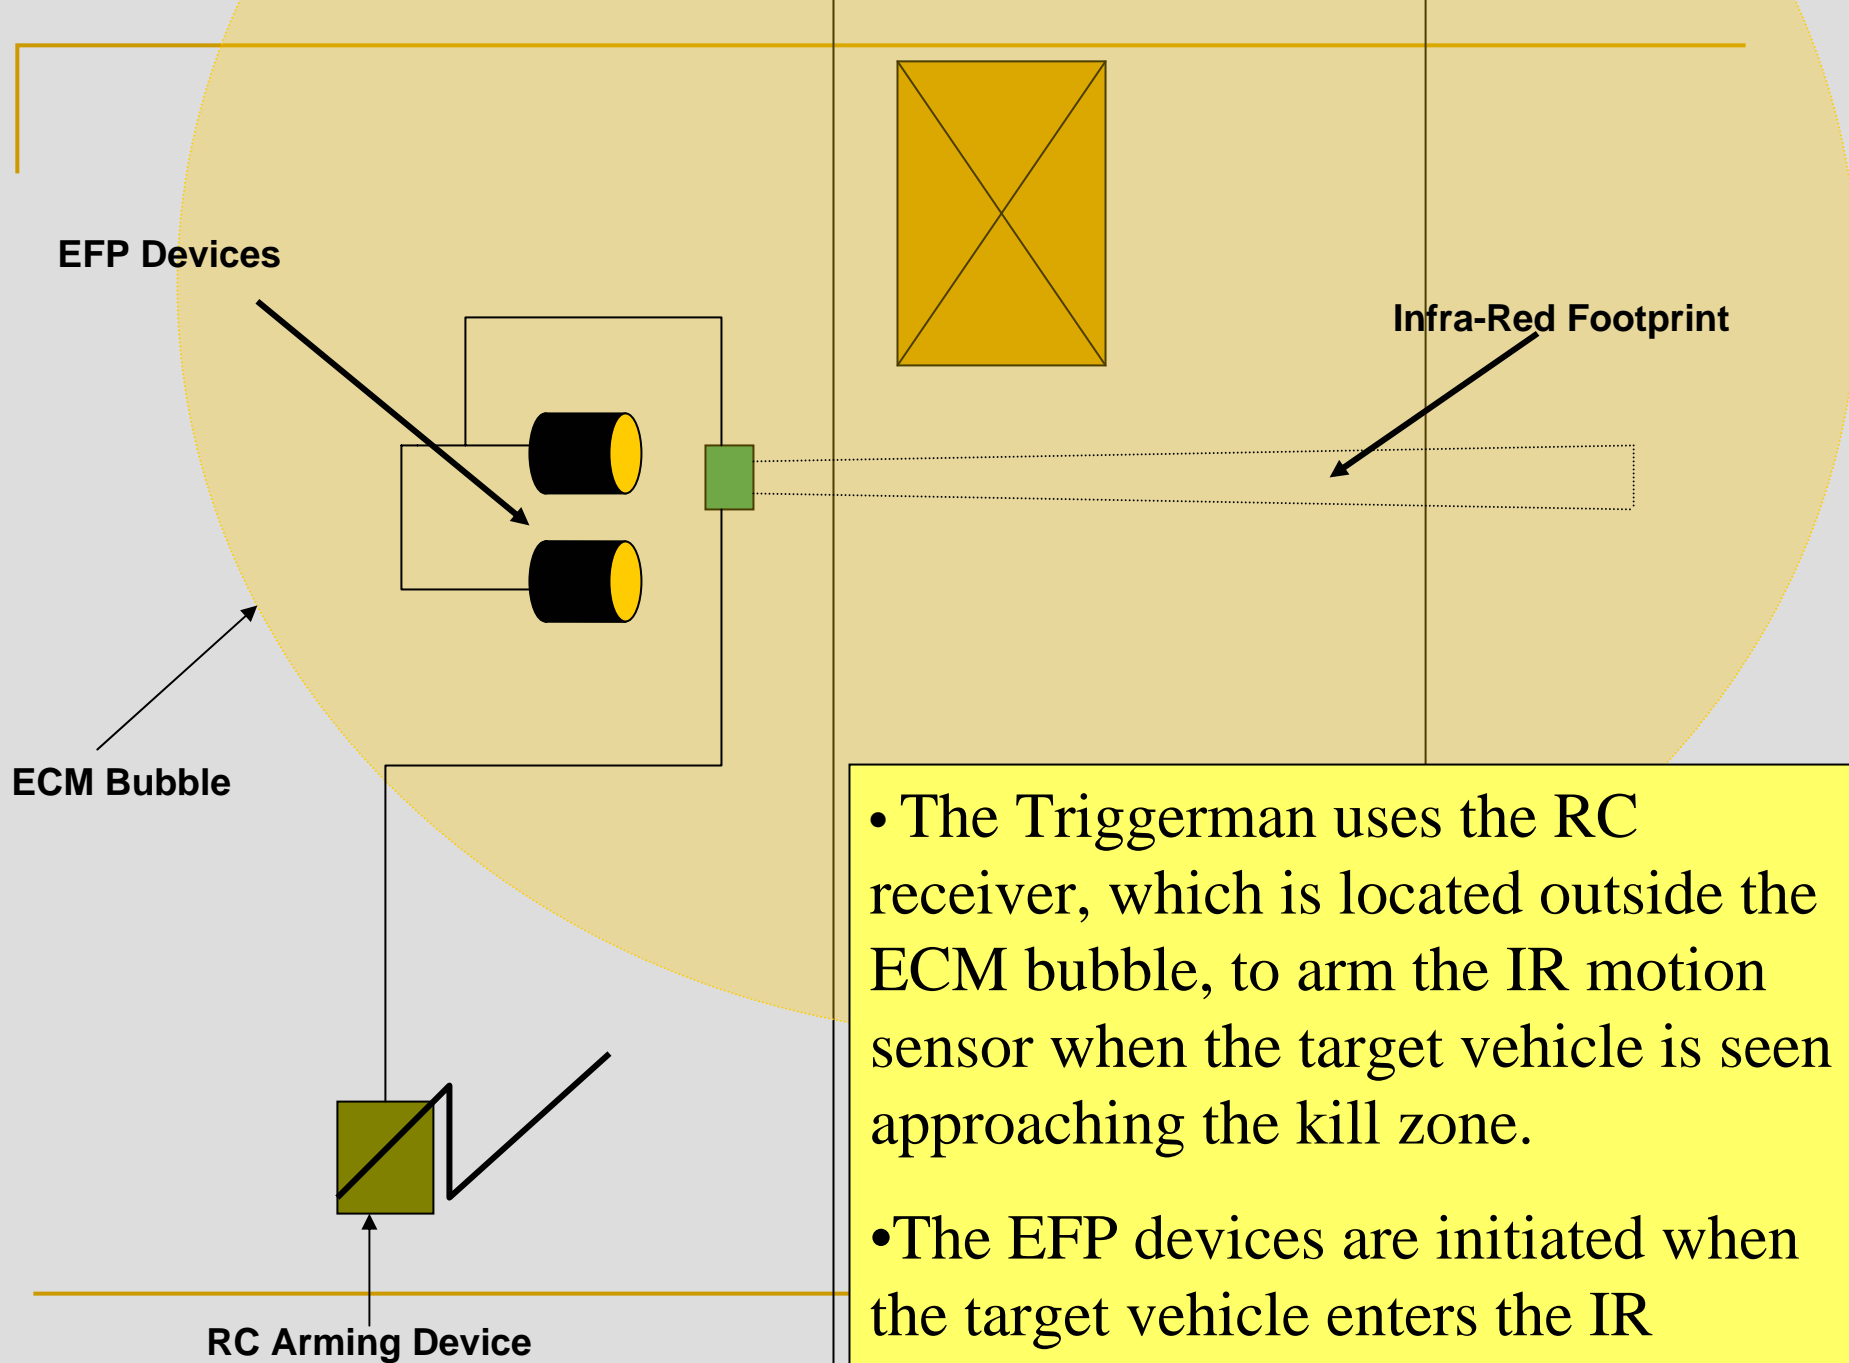 EFP Devices
Infra-Red Footprint
ECM Bubble
• The Triggerman uses the RC
receiver, which is located outside the
ECM bubble, to arm the IR motion
sensor when the target vehicle is seen
approaching the kill zone.
•The EFP devices are initiated when
the target vehicle enters the IR
RC Arming Device